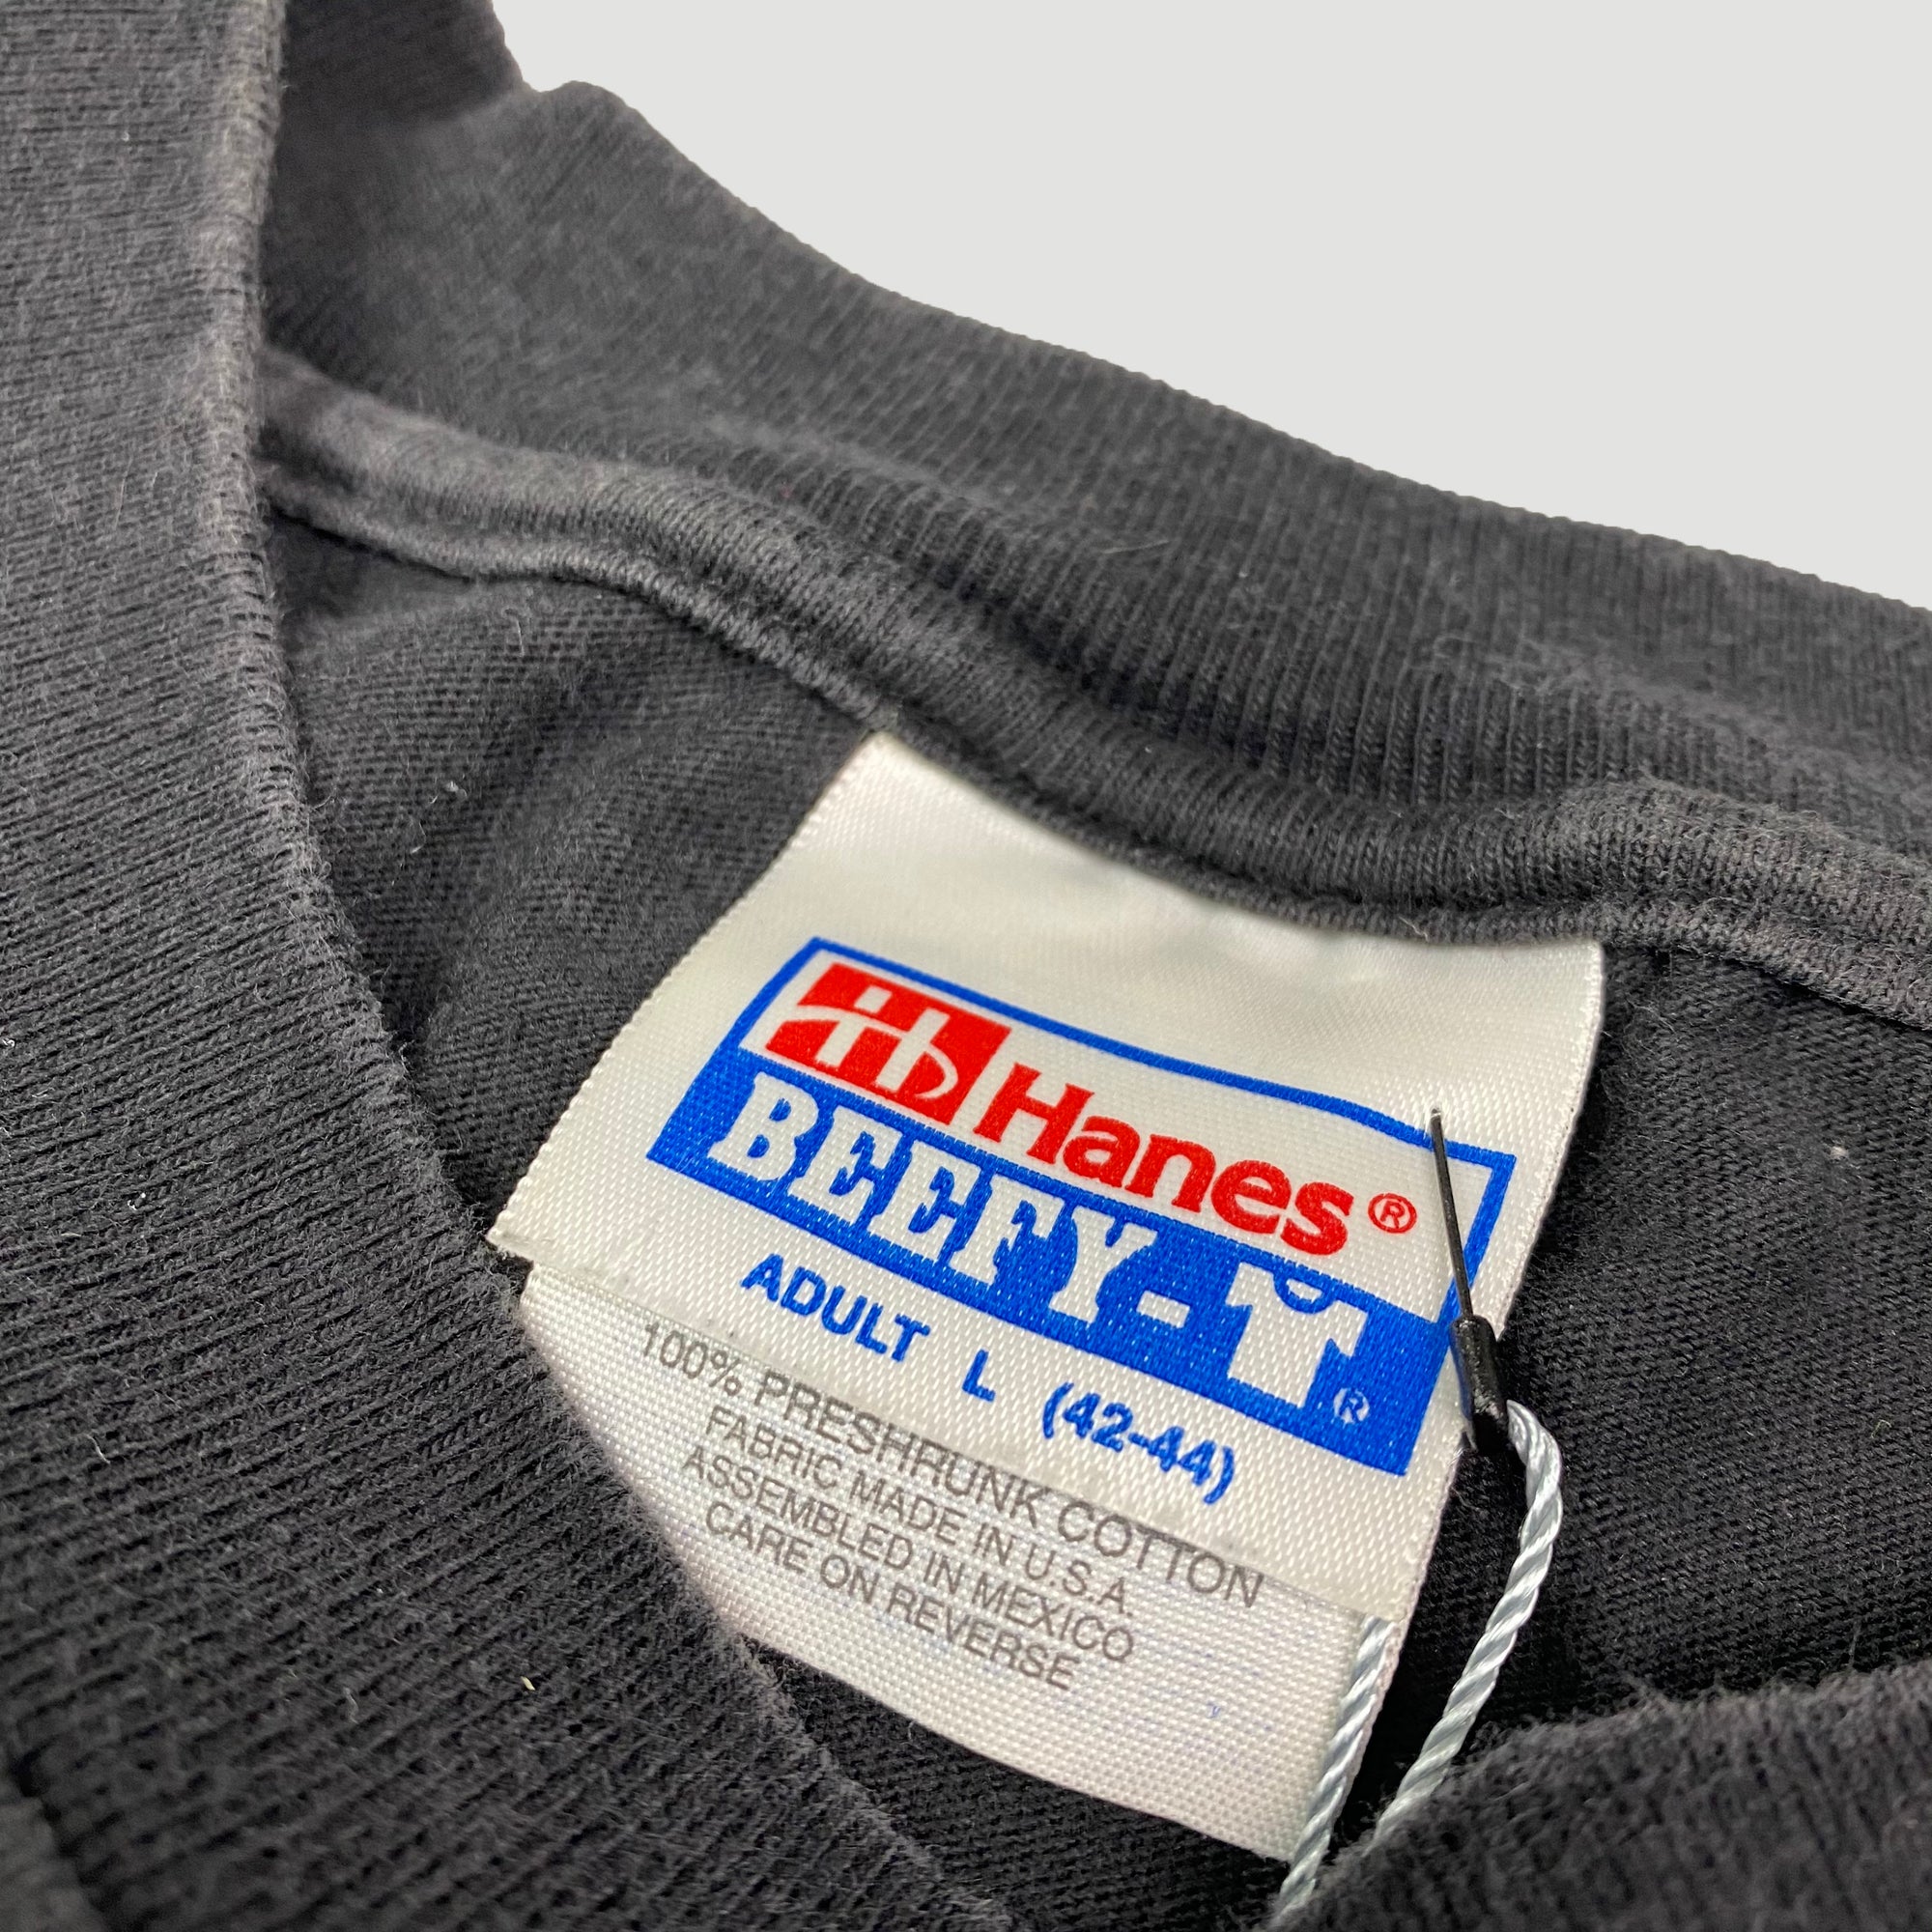 Hanes®
BEEFY-T®
ADULT L (42-44)
100% PRESHRUNK COTTON
FABRIC MADE IN U.S.A.
ASSEMBLED IN MEXICO
CARE ON REVERSE